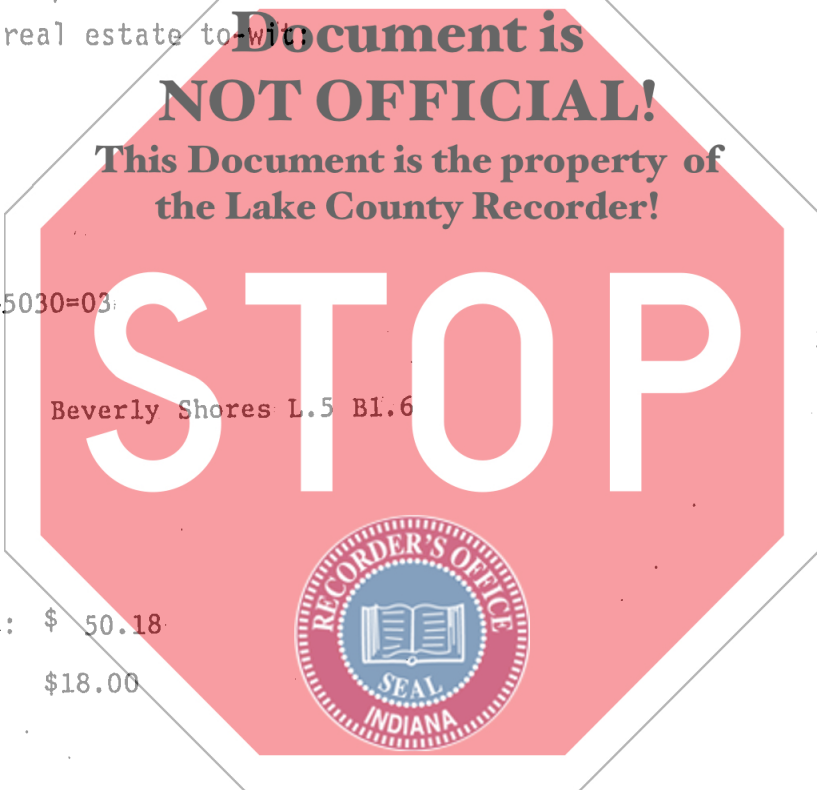 real estate to-wit:
Document is
NOT OFFICIAL!
This Document is the property of
the Lake County Recorder!
5030=03
STOP
Beverly Shores L.5 Bl.6
RECORDER'S OFFICE
SEAL
INDIANA
: $ 50.18
$18.00